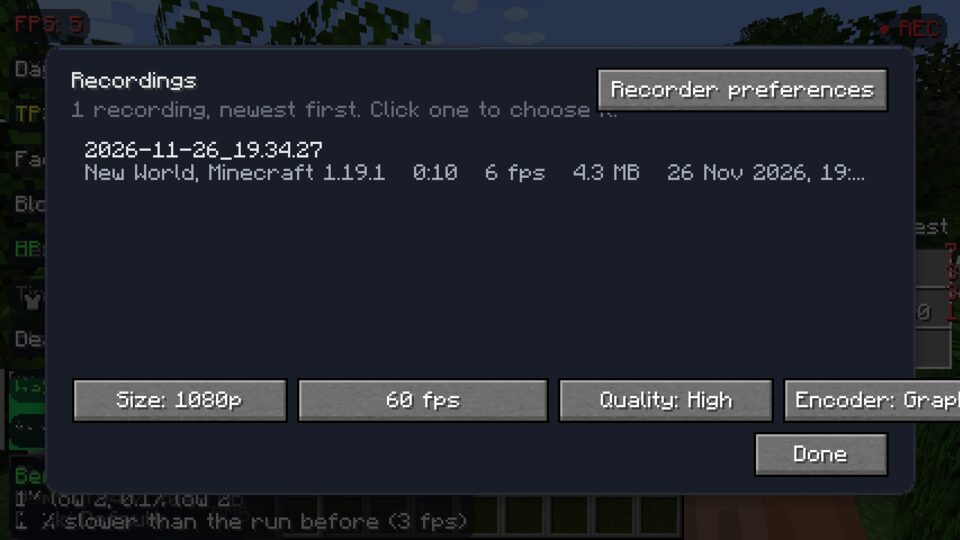 FPS: 5
REC
Recordings
Recorder preferences
1 recording, newest first. Click one to choose
2026-11-26_19.34.27
New World, Minecraft 1.19.1 0:10 6 fps 4.3 MB 26 Nov 2026, 19:...
Size: 1080p
60 fps
Quality: High
Encoder: Grap
Done
slower than the run before (3 fps)